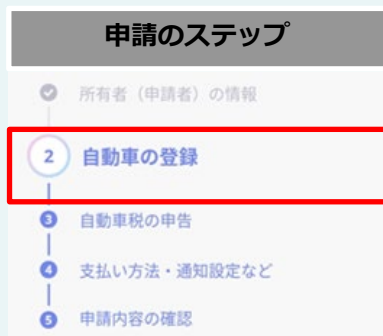 申請のステップ
所有者（申請者）の情報
2 自動車の登録
3 自動車税の申告
4 支払い方法・通知設定など
5 申請内容の確認